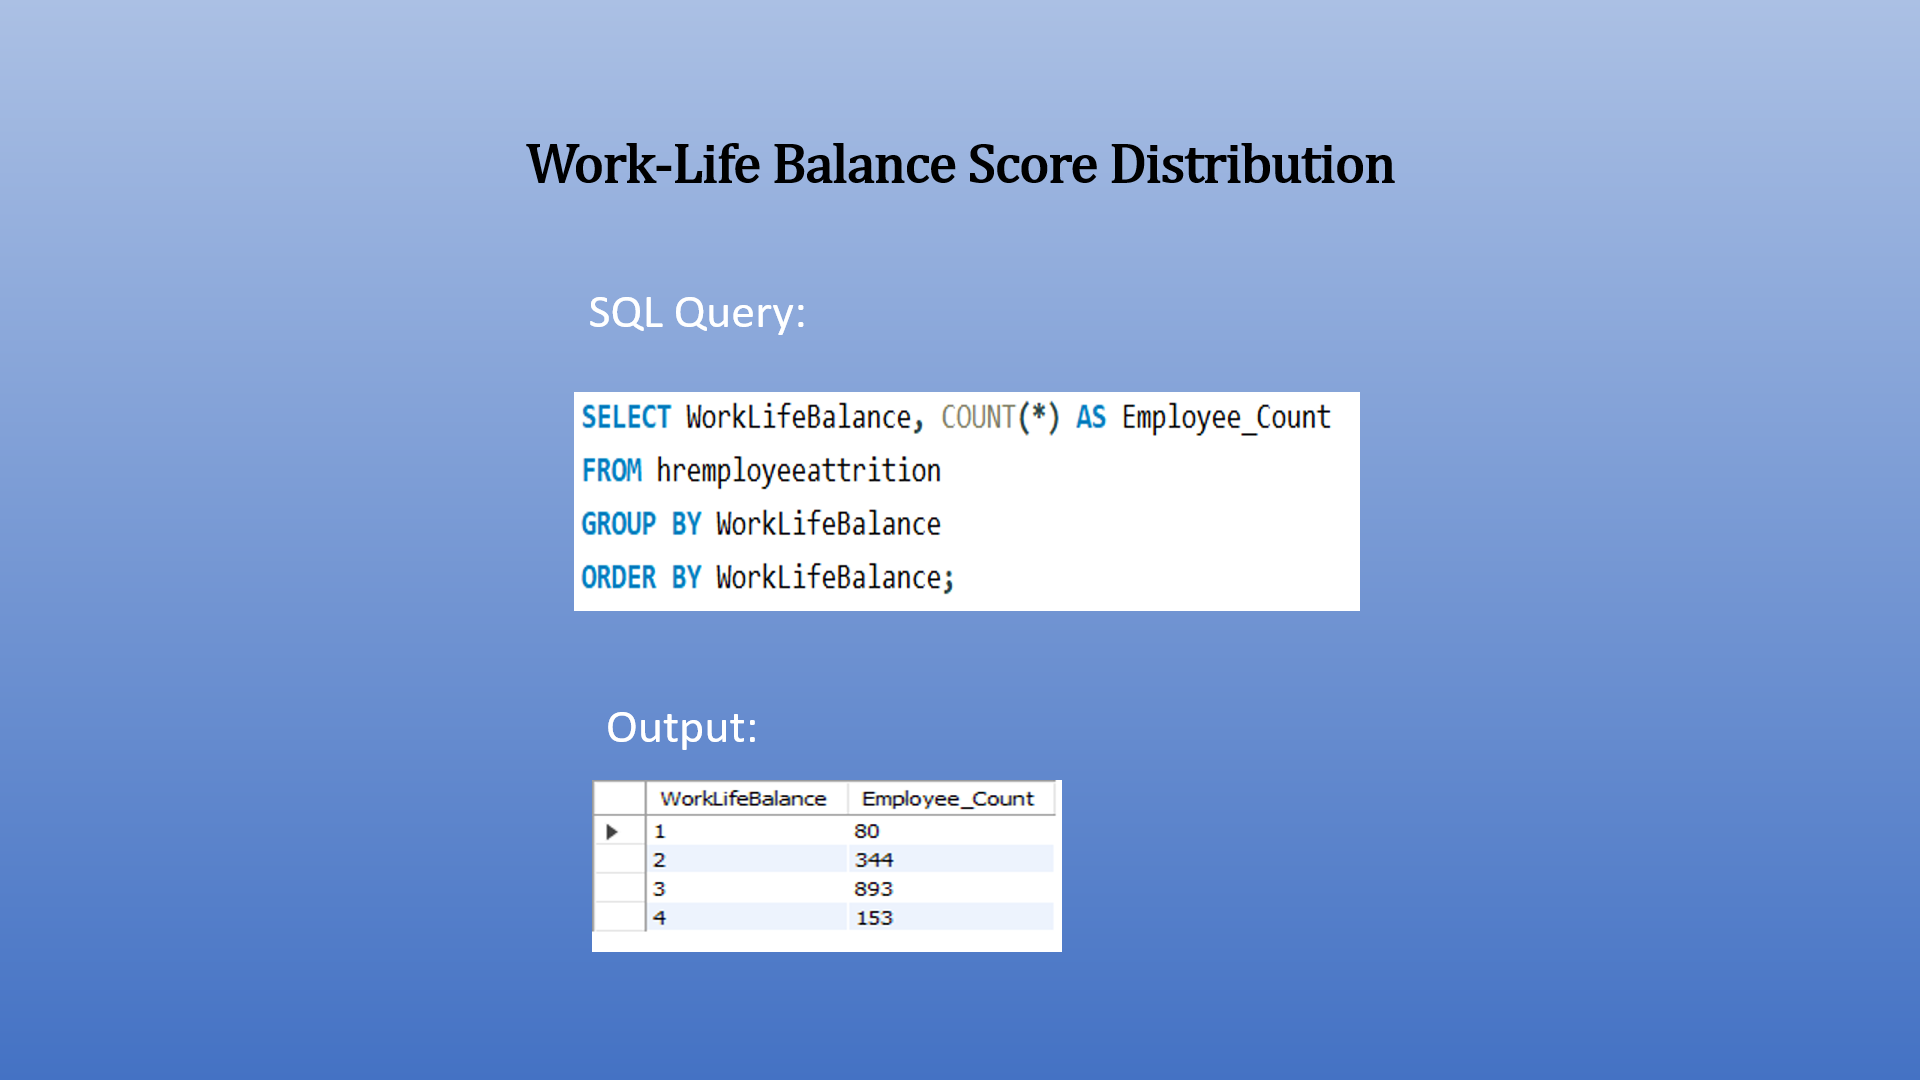 Work-Life Balance Score Distribution
SQL Query:
SELECT WorkLifeBalance, COUNT(*) AS Employee_Count
FROM hremployeeattrition
GROUP BY WorkLifeBalance
ORDER BY WorkLifeBalance;
Output:
WorkLifeBalance Employee_Count
1 80
2 344
3 893
4 153